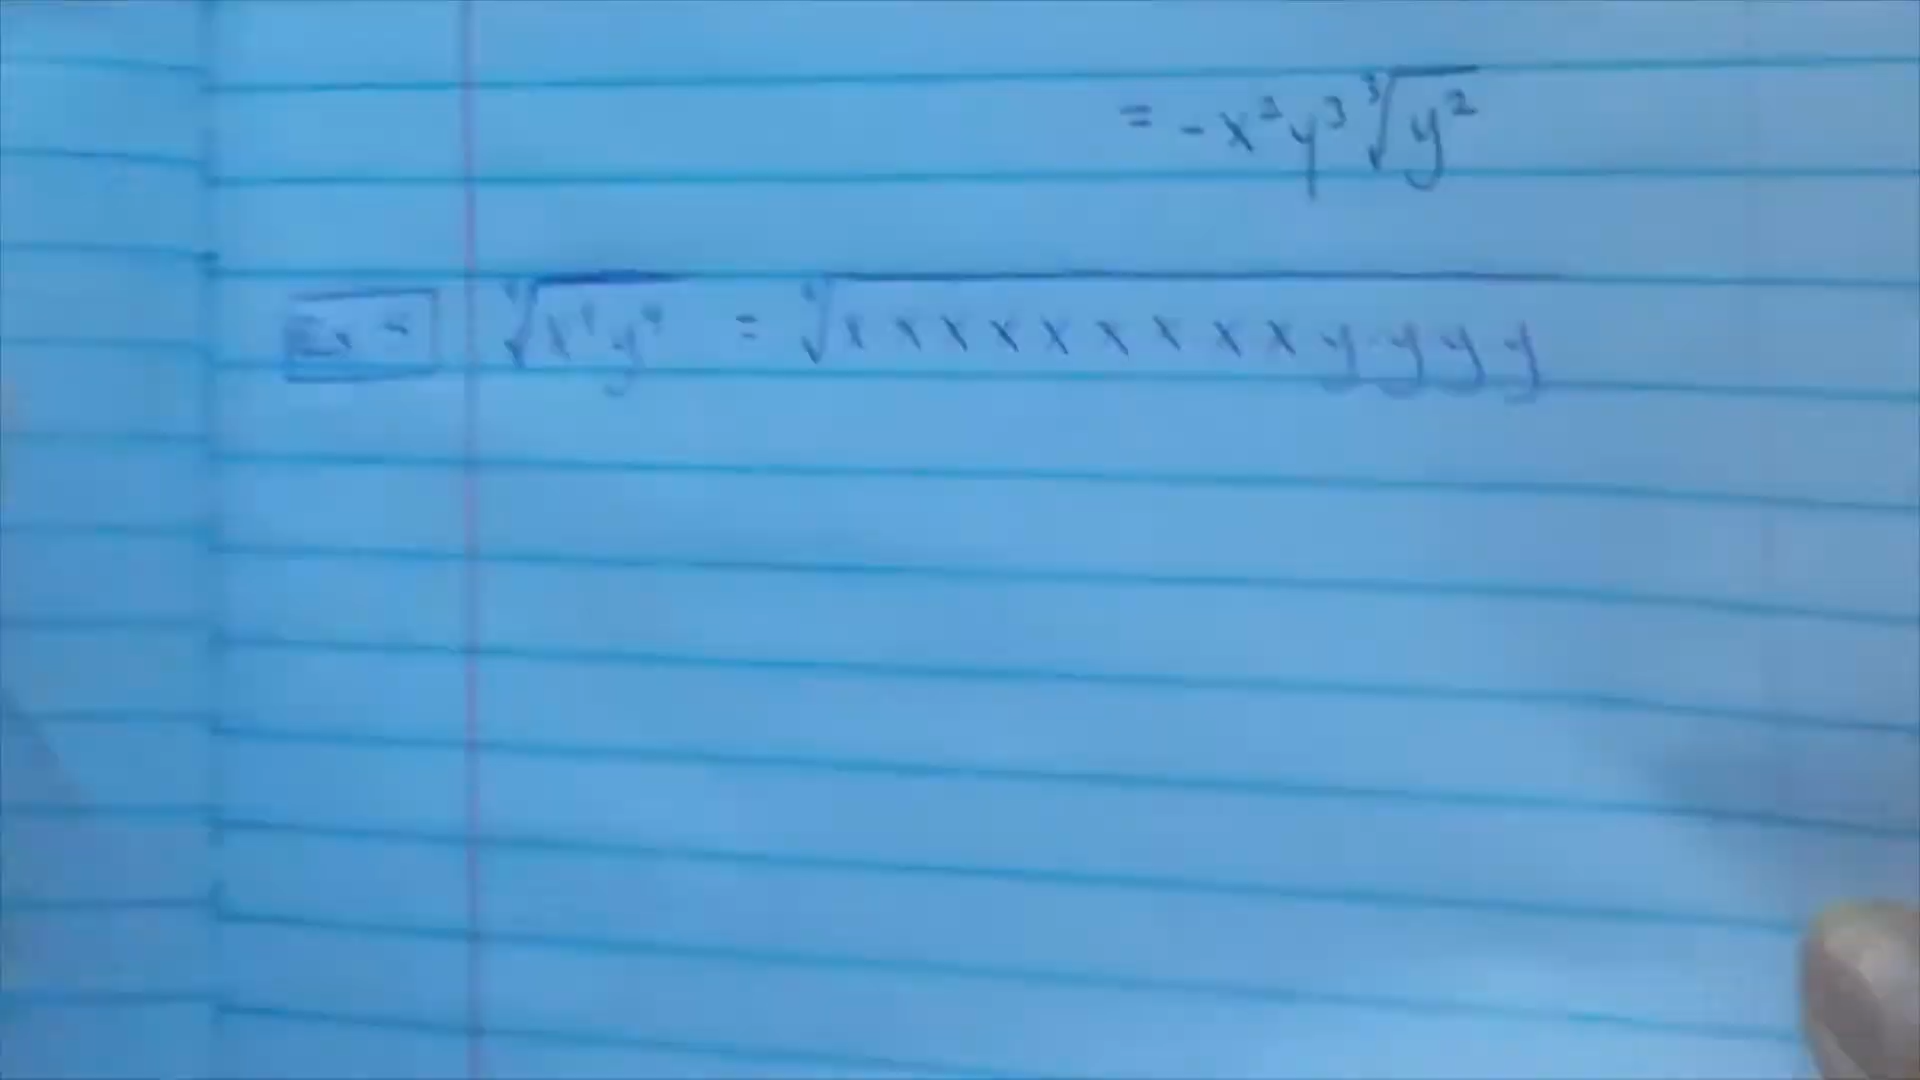 = -x²y³ ∛y²
Ex 4 ∜x⁹y⁴ = ∜x x x x x x x x x y · y y y